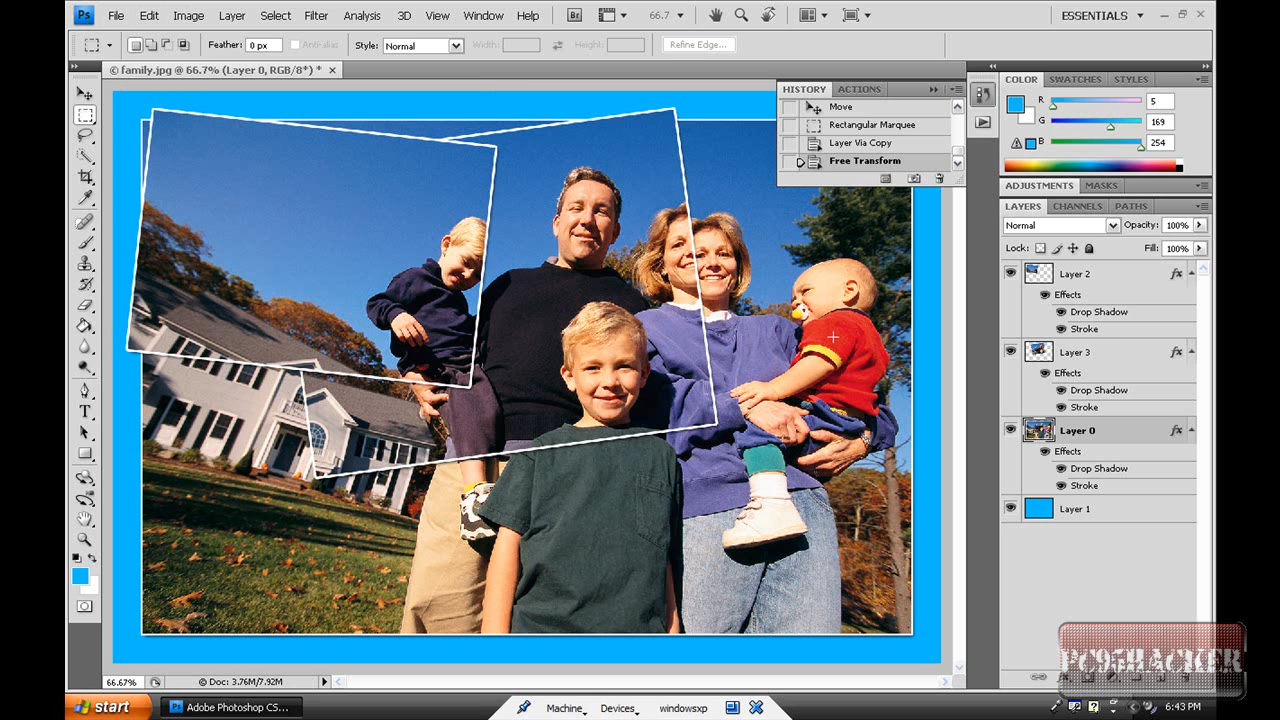 Ps File Edit Image Layer Select Filter Analysis 3D View Window Help Br 66.7 ESSENTIALS
Feather: 0 px Anti-alias Style: Normal Width: Height: Refine Edge...
© family.jpg @ 66.7% (Layer 0, RGB/8*) *
HISTORY ACTIONS
Move
Rectangular Marquee
Layer Via Copy
Free Transform
COLOR SWATCHES STYLES
R 5
G 169
B 254
ADJUSTMENTS MASKS
LAYERS CHANNELS PATHS
Normal Opacity: 100%
Lock: Fill: 100%
Layer 2 fx
Effects
Drop Shadow
Stroke
Layer 3 fx
Effects
Drop Shadow
Stroke
Layer 0 fx
Effects
Drop Shadow
Stroke
Layer 1
T
66.67% © Doc: 3.76M/7.92M
PC95HACKER
start Ps Adobe Photoshop CS... Machine Devices windowsxp 6:43 PM